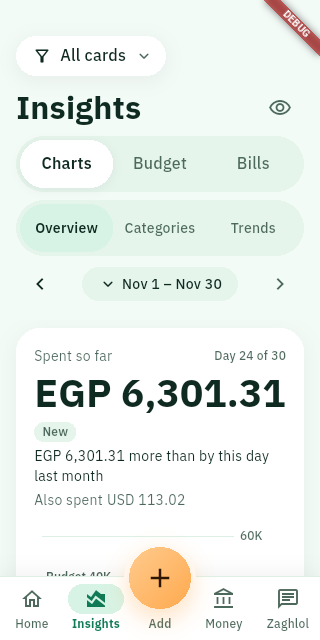 DEBUG
All cards
Insights
Charts
Budget
Bills
Overview
Categories
Trends
Nov 1 – Nov 30
Spent so far
Day 24 of 30
EGP 6,301.31
New
EGP 6,301.31 more than by this day
last month
Also spent USD 113.02
60K
Budget 40K
Home
Insights
Add
Money
Zaghlol